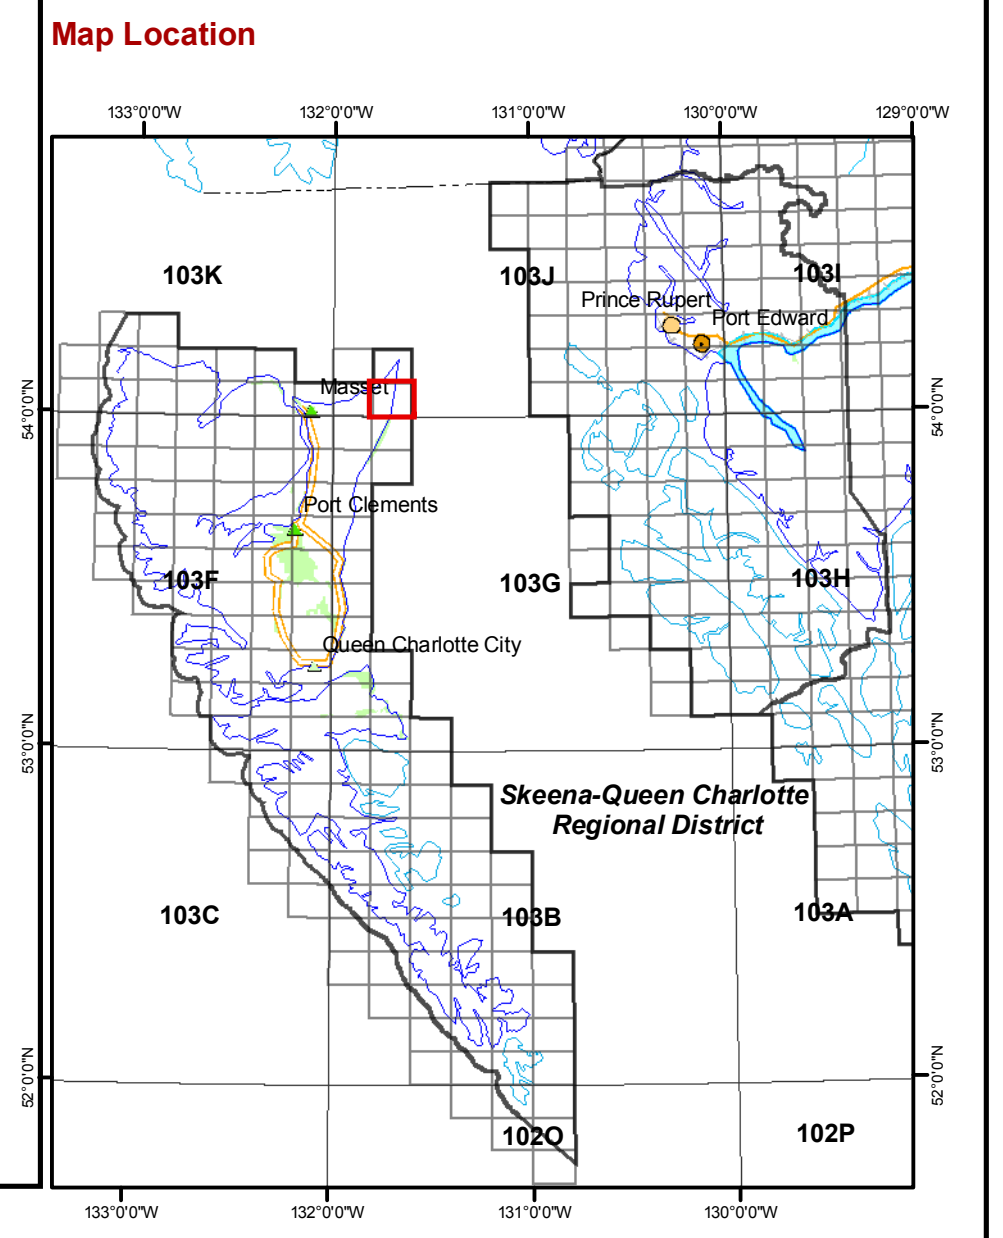 Map Location
133°0'0"W 132°0'0"W 131°0'0"W 130°0'0"W 129°0'0"W
103K 103J 103I
Prince Rupert
Port Edward
Masset
54°0'0"N 54°0'0"N
Port Clements
103F 103G 103H
Queen Charlotte City
53°0'0"N 53°0'0"N
Skeena-Queen Charlotte
Regional District
103C 103B 103A
52°0'0"N 52°0'0"N
102O 102P
133°0'0"W 132°0'0"W 131°0'0"W 130°0'0"W